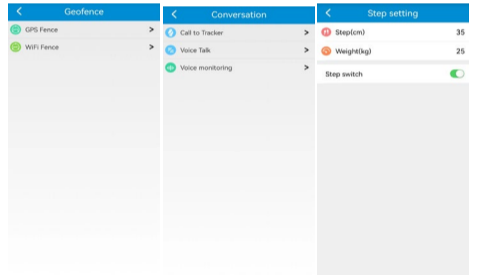 Geofence
GPS Fence
WiFi Fence
Conversation
Call to Tracker
Voice Talk
Voice monitoring
Step setting
Step(cm) 35
Weight(kg) 25
Step switch